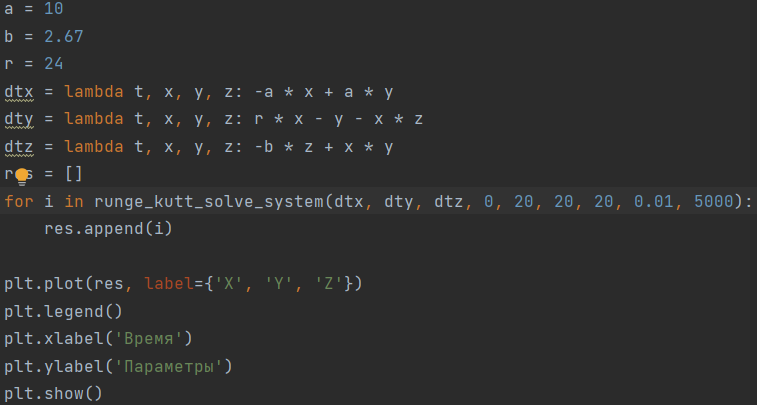 a = 10
b = 2.67
r = 24
dtx = lambda t, x, y, z: -a * x + a * y
dty = lambda t, x, y, z: r * x - y - x * z
dtz = lambda t, x, y, z: -b * z + x * y
res = []
for i in runge_kutt_solve_system(dtx, dty, dtz, 0, 20, 20, 20, 0.01, 5000):
    res.append(i)
plt.plot(res, label={'X', 'Y', 'Z'})
plt.legend()
plt.xlabel('Время')
plt.ylabel('Параметры')
plt.show()